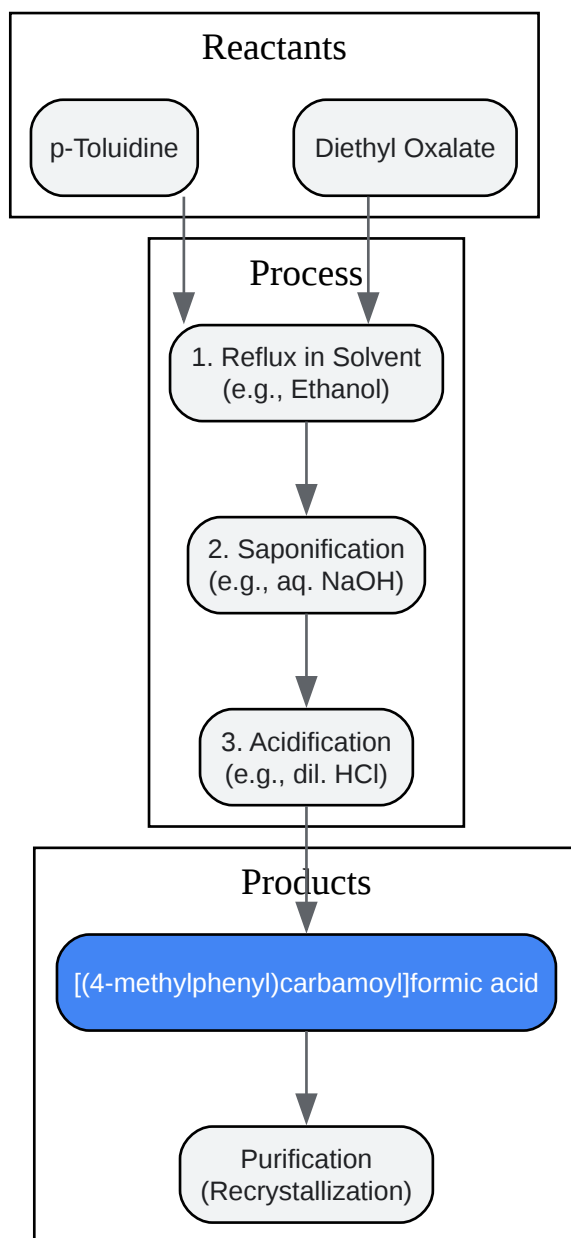 Reactants
p-Toluidine
Diethyl Oxalate
Process
1. Reflux in Solvent
(e.g., Ethanol)
2. Saponification
(e.g., aq. NaOH)
3. Acidification
(e.g., dil. HCl)
Products
[(4-methylphenyl)carbamoyl]formic acid
Purification
(Recrystallization)